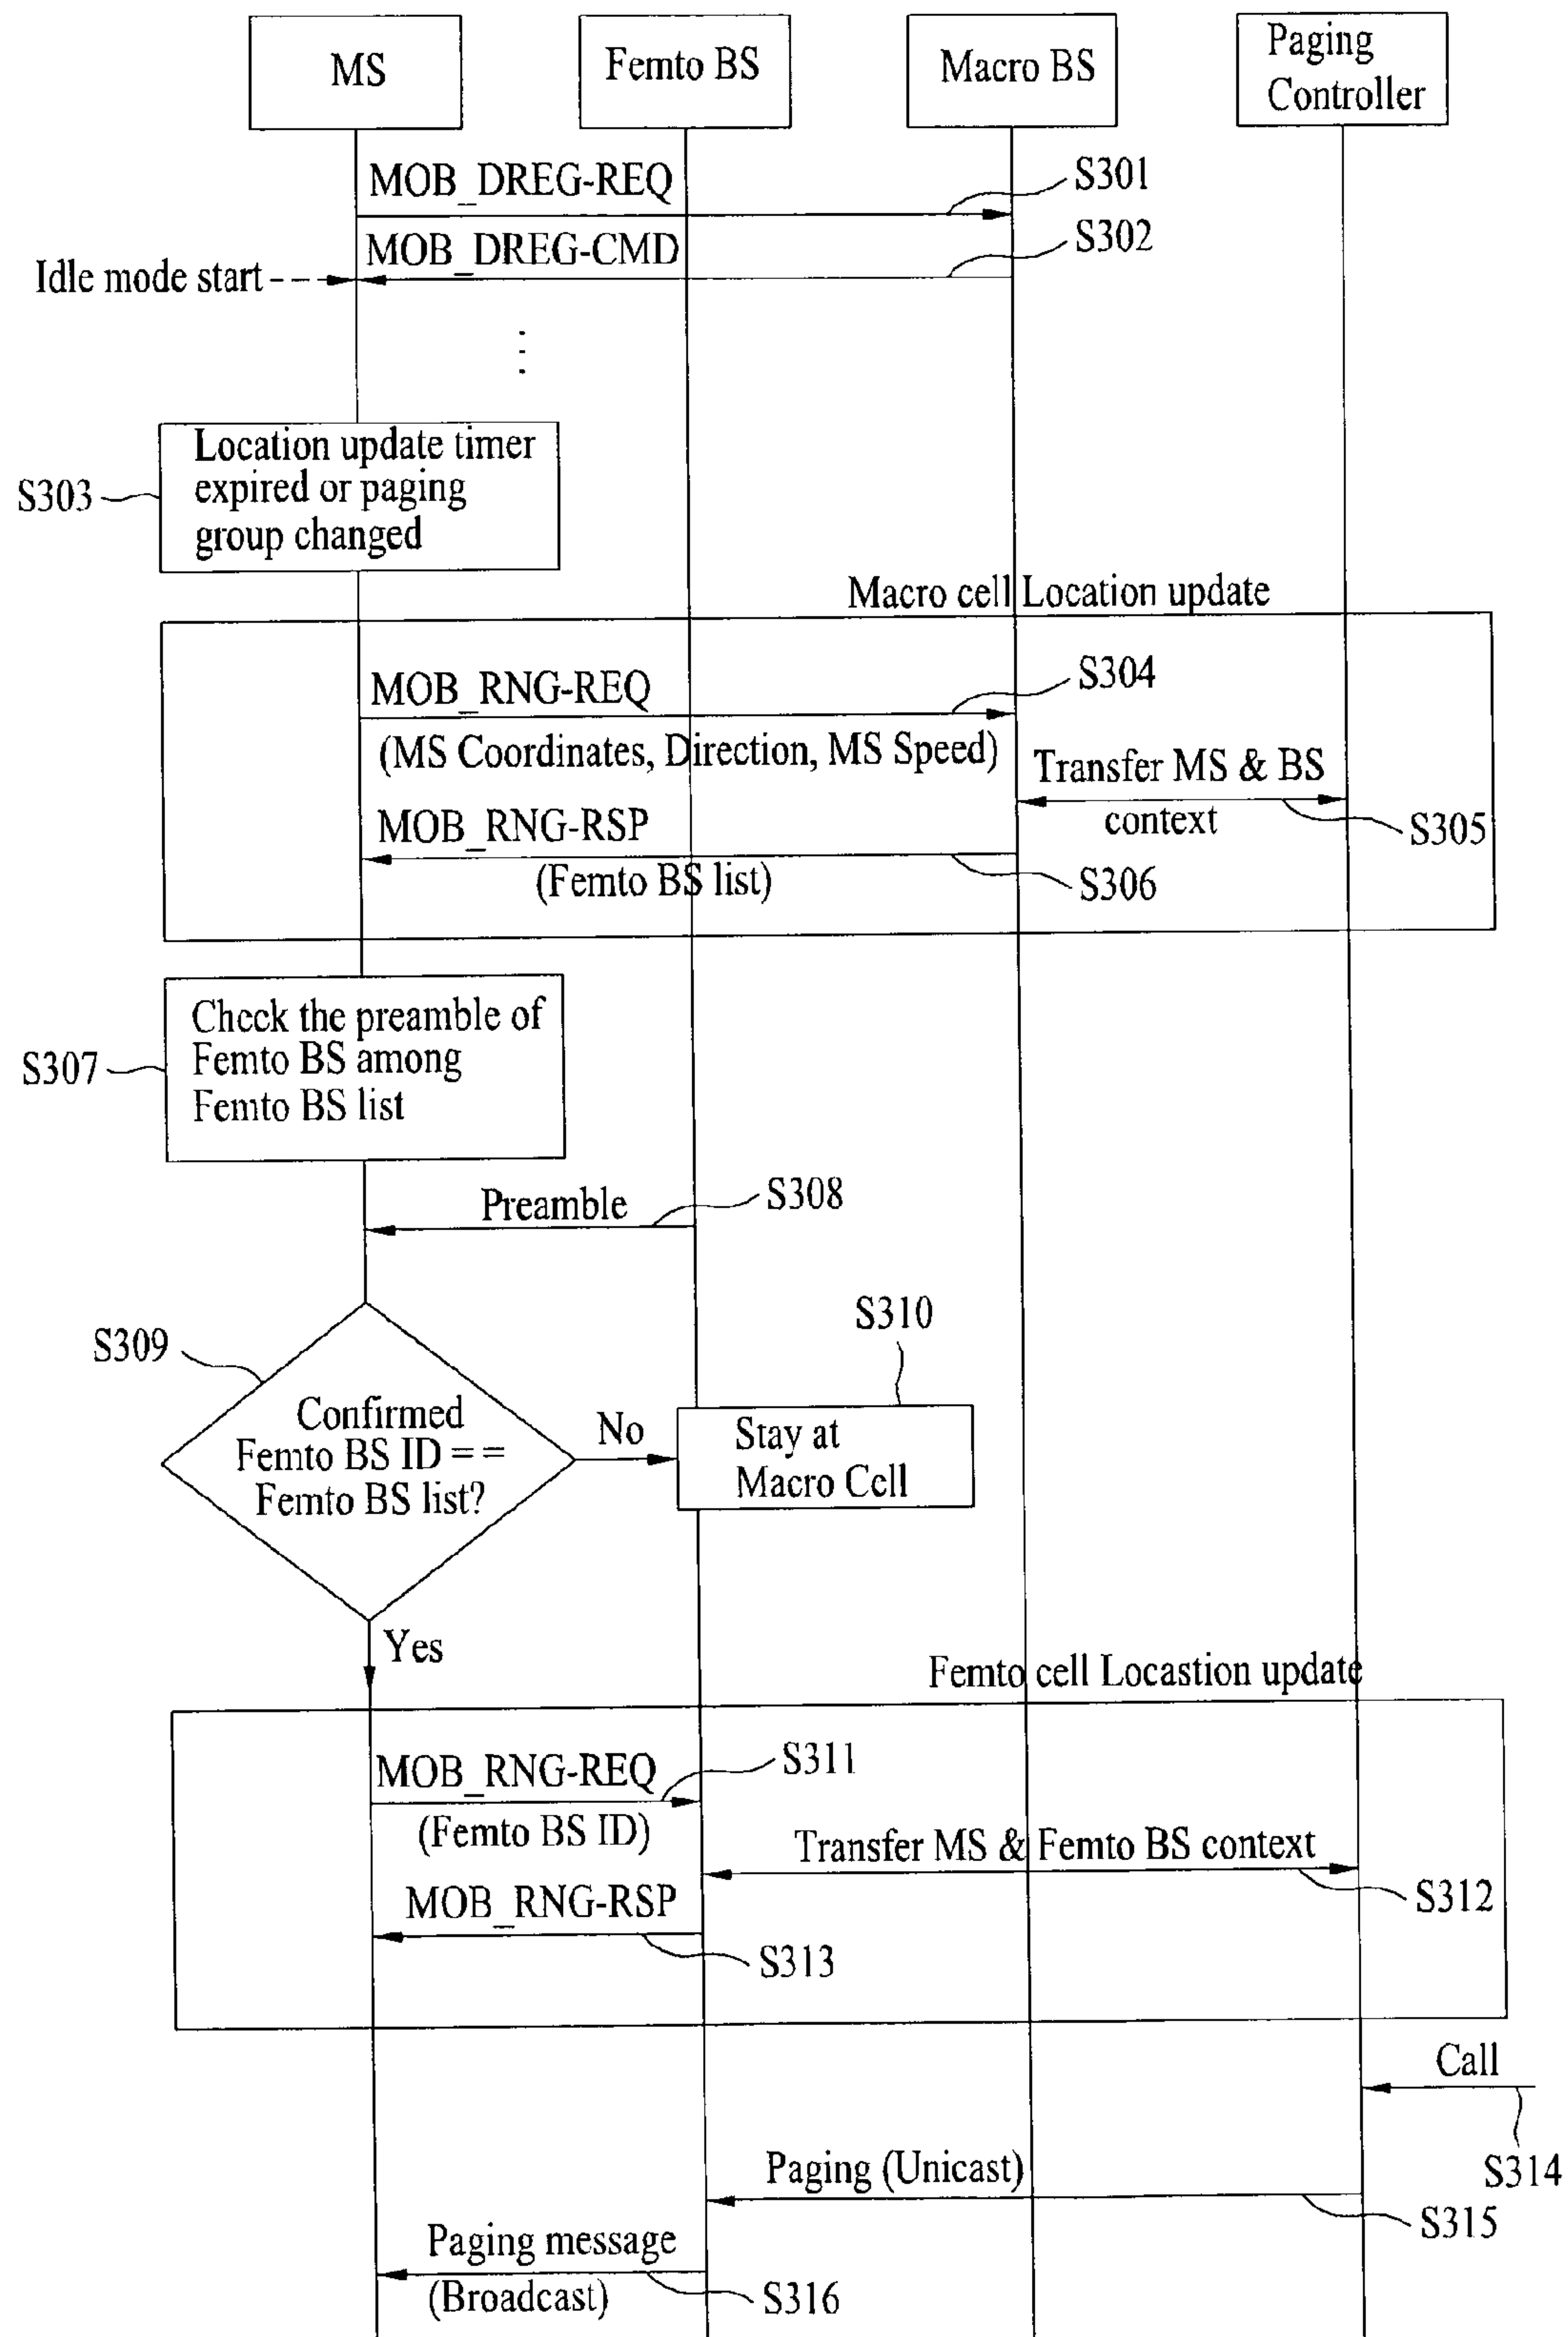 MS
Femto BS
Macro BS
Paging
Controller
MOB_DREG-REQ
S301
MOB_DREG-CMD
S302
Idle mode start
Location update timer
expired or paging
group changed
S303
Macro cell Location update
MOB_RNG-REQ
S304
(MS Coordinates, Direction, MS Speed)
Transfer MS & BS
context
S305
MOB_RNG-RSP
(Femto BS list)
S306
Check the preamble of
Femto BS among
Femto BS list
S307
Preamble
S308
S309
Confirmed
Femto BS ID ==
Femto BS list?
No
S310
Stay at
Macro Cell
Yes
Femto cell Locastion update
MOB_RNG-REQ
S311
(Femto BS ID)
Transfer MS & Femto BS context
S312
MOB_RNG-RSP
S313
Call
S314
Paging (Unicast)
S315
Paging message
(Broadcast)
S316